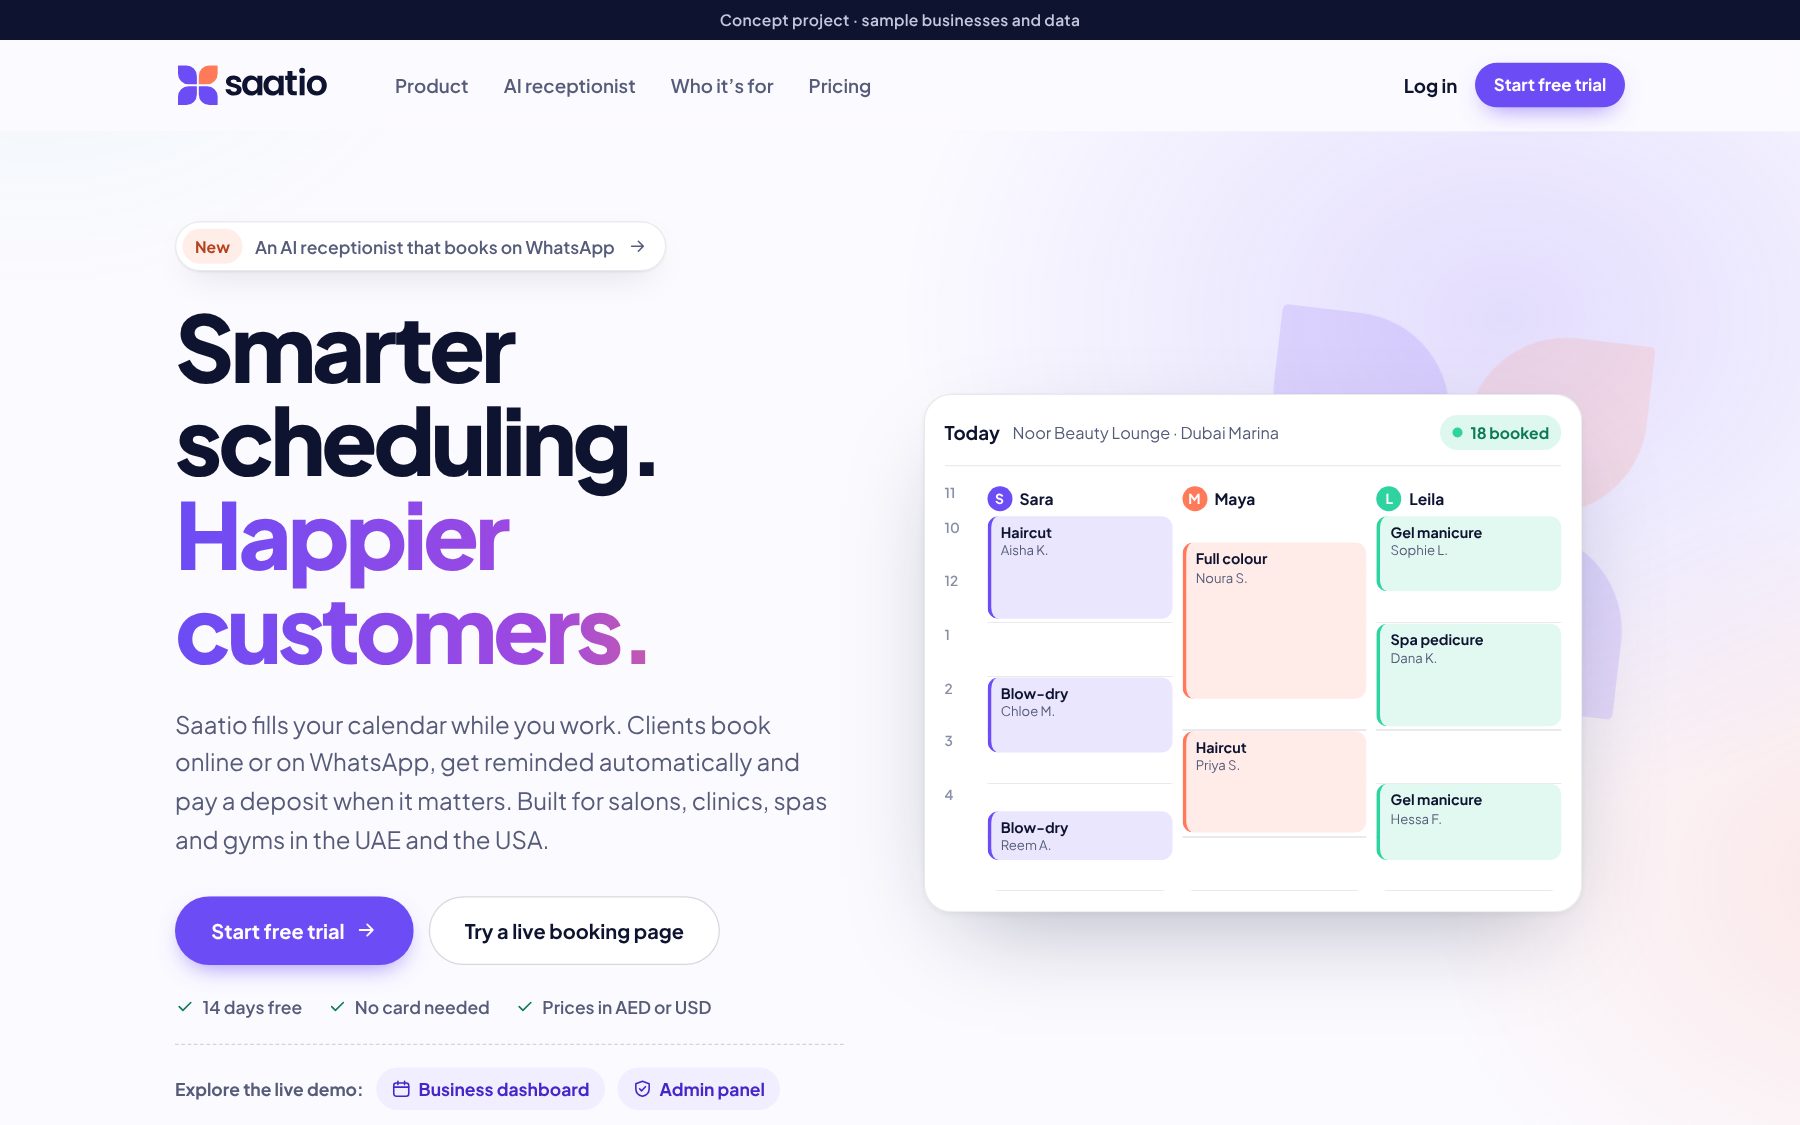 Concept project · sample businesses and data
saatio
Product
AI receptionist
Who it’s for
Pricing
Log in
Start free trial
New
An AI receptionist that books on WhatsApp
Smarter
scheduling.
Happier
customers.
Saatio fills your calendar while you work. Clients book
online or on WhatsApp, get reminded automatically and
pay a deposit when it matters. Built for salons, clinics, spas
and gyms in the UAE and the USA.
Start free trial
Try a live booking page
14 days free
No card needed
Prices in AED or USD
Explore the live demo:
Business dashboard
Admin panel
Today
Noor Beauty Lounge · Dubai Marina
18 booked
11
10
12
1
2
3
4
S
Sara
Haircut
Aisha K.
Blow-dry
Chloe M.
Blow-dry
Reem A.
M
Maya
Full colour
Noura S.
Haircut
Priya S.
L
Leila
Gel manicure
Sophie L.
Spa pedicure
Dana K.
Gel manicure
Hessa F.